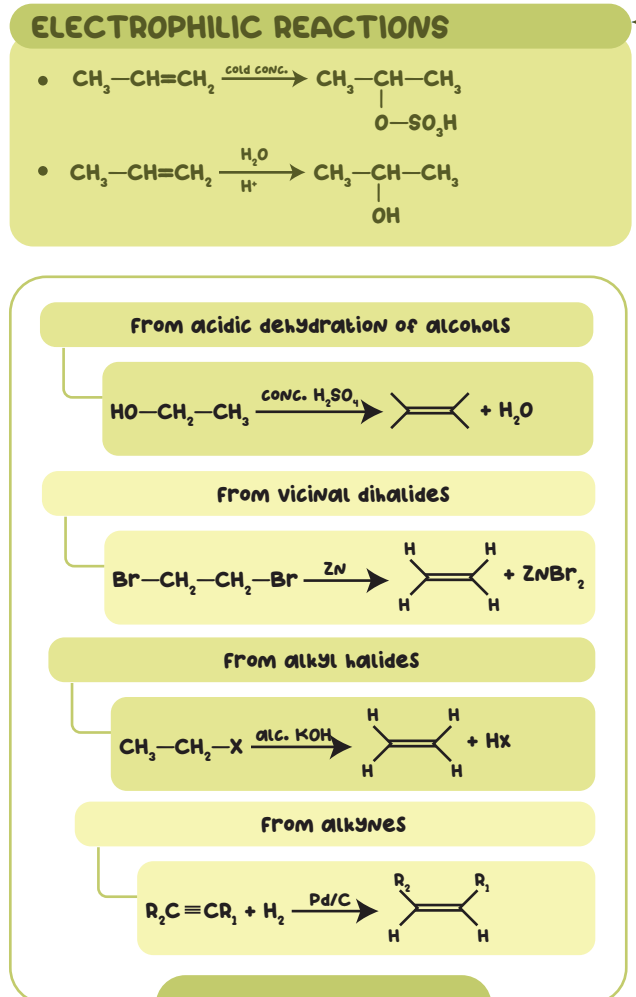 ELECTROPHILIC REACTIONS
• CH₃—CH=CH₂ cold conc. → CH₃—CH—CH₃
O—SO₃H
• CH₃—CH=CH₂ H₂O H⁺ → CH₃—CH—CH₃
OH
From acidic dehydration of alcohols
HO—CH₂—CH₃ conc. H₂SO₄ → + H₂O
From vicinal dihalides
H H
Br—CH₂—CH₂—Br Zn → + ZnBr₂
H H
From alkyl halides
H H
CH₃—CH₂—X alc. KOH → + Hx
H H
From alkynes
R₂ R₁
R₂C≡CR₁ + H₂ Pd/C →
H H